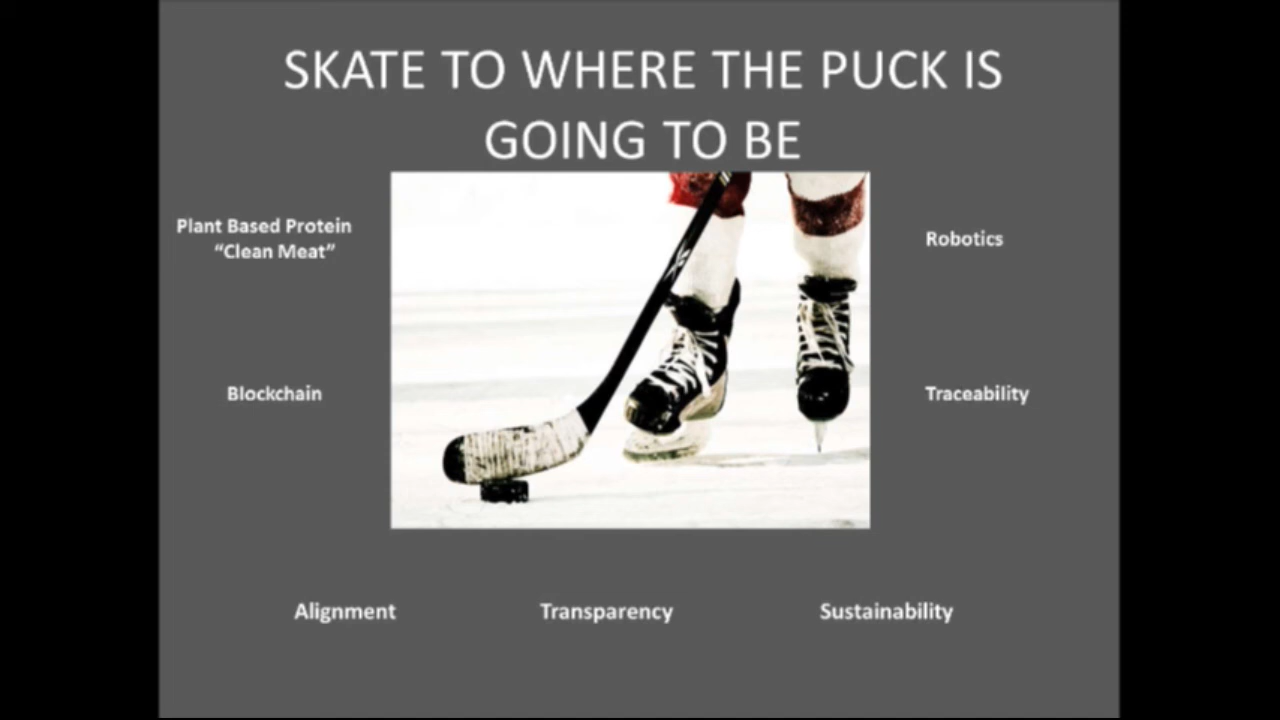 SKATE TO WHERE THE PUCK IS
GOING TO BE
Plant Based Protein
“Clean Meat”
Robotics
Blockchain
Traceability
Alignment
Transparency
Sustainability